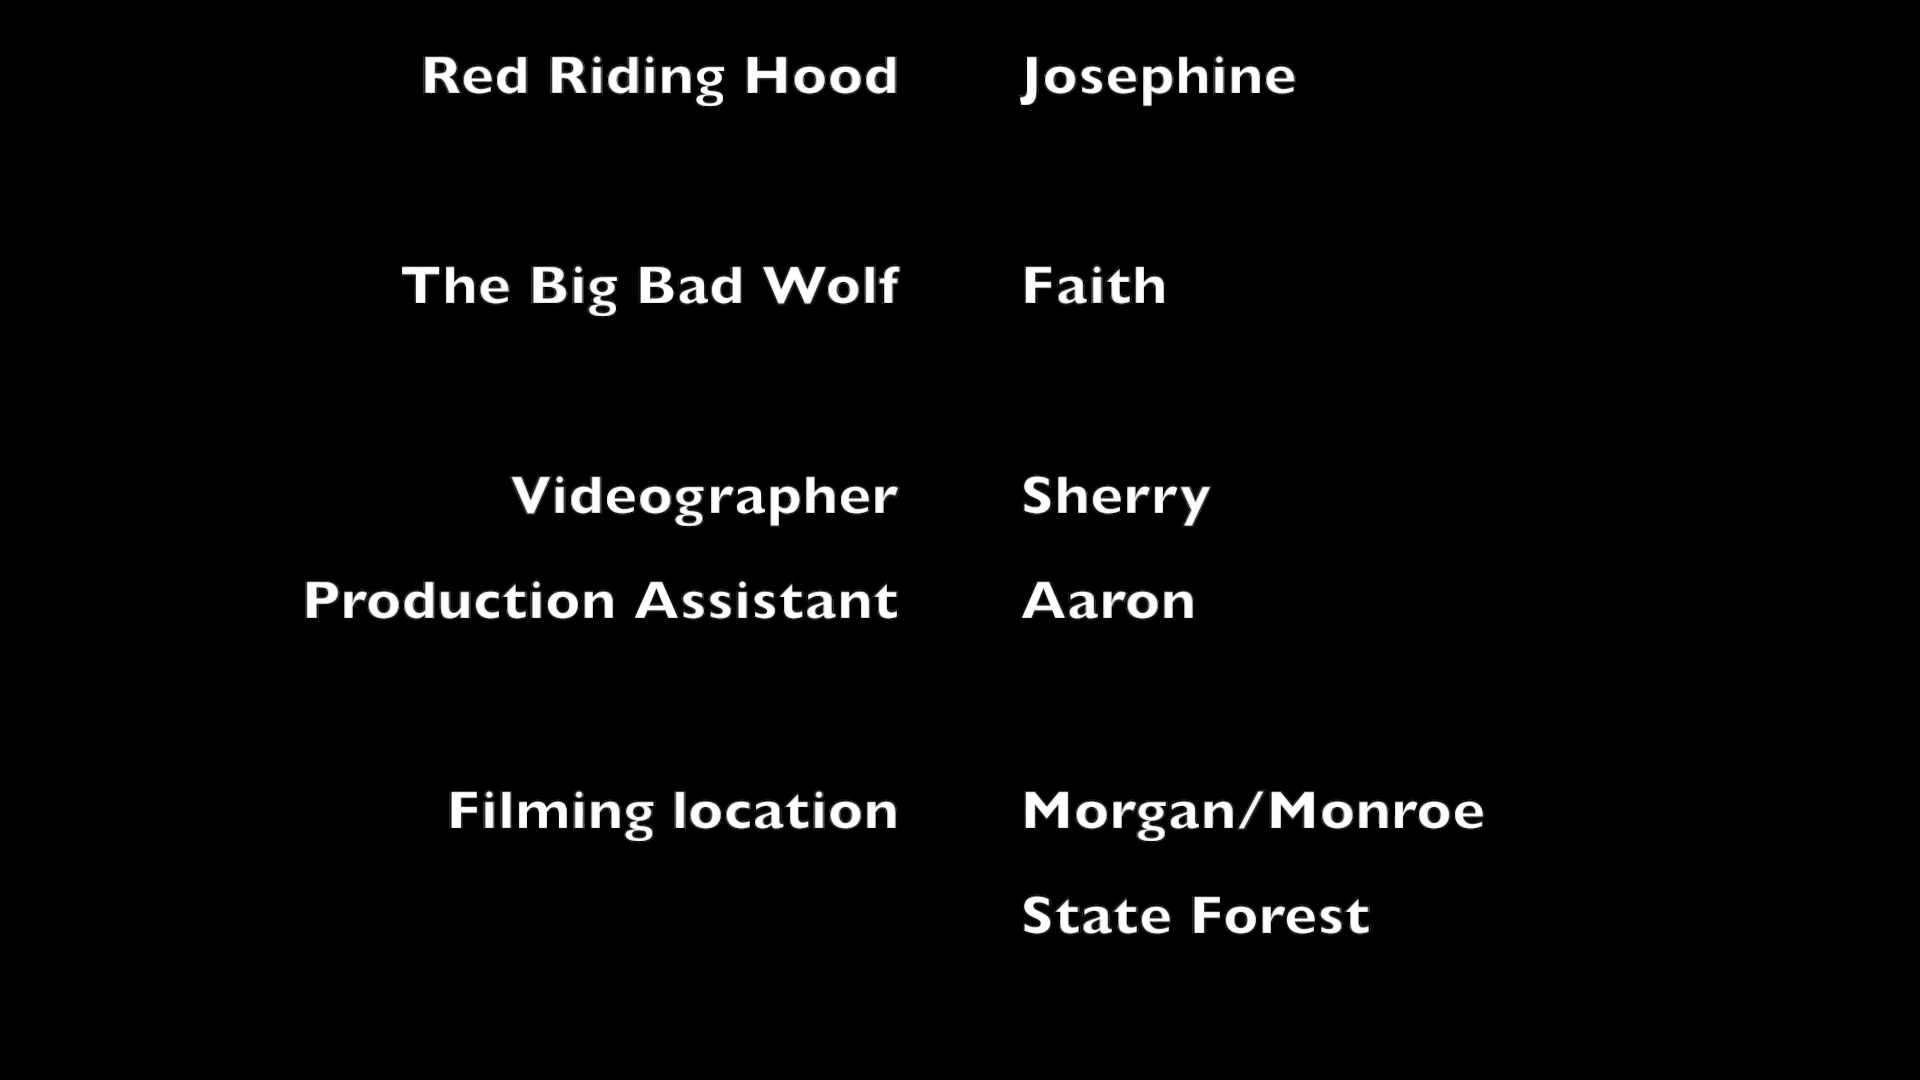 Red Riding Hood Josephine
The Big Bad Wolf Faith
Videographer Sherry
Production Assistant Aaron
Filming location Morgan/Monroe
State Forest